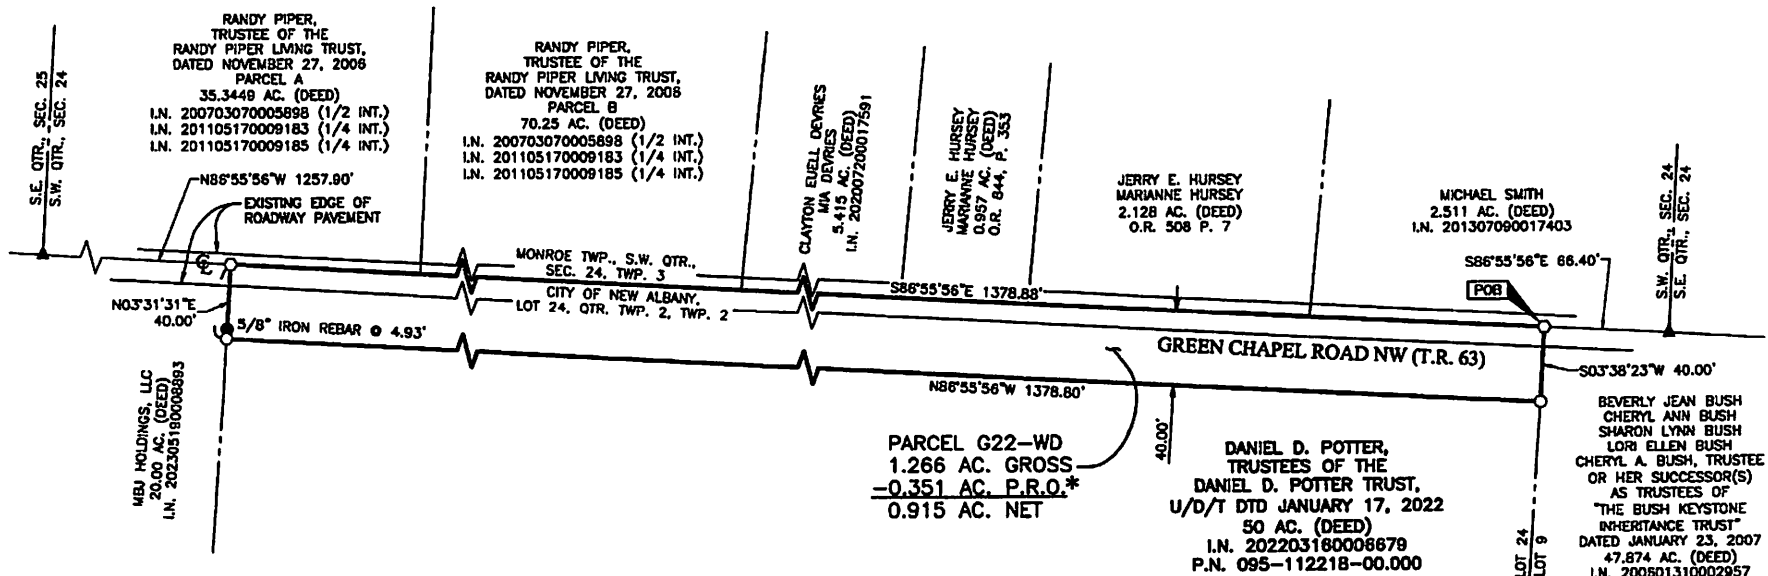 RANDY PIPER,
TRUSTEE OF THE
RANDY PIPER LIVING TRUST,
DATED NOVEMBER 27, 2006
PARCEL A
35.3449 AC. (DEED)
I.N. 200703070005898 (1/2 INT.)
I.N. 201105170009183 (1/4 INT.)
I.N. 201105170009185 (1/4 INT.)
RANDY PIPER,
TRUSTEE OF THE
RANDY PIPER LIVING TRUST,
DATED NOVEMBER 27, 2006
PARCEL B
70.25 AC. (DEED)
I.N. 200703070005898 (1/2 INT.)
I.N. 201105170009183 (1/4 INT.)
I.N. 201105170009185 (1/4 INT.)
S.E. QTR., SEC. 25
S.W. QTR., SEC. 24
CLAYTON EUELL DEVRIES
MIA DEVRIES
5.415 AC. (DEED)
I.N. 202007200017591
JERRY E. HURSEY
MARIANNE HURSEY
0.957 AC. (DEED)
O.R. 844, P. 353
JERRY E. HURSEY
MARIANNE HURSEY
2.128 AC. (DEED)
O.R. 508 P. 7
MICHAEL SMITH
2.511 AC. (DEED)
I.N. 201307090017403
S.W. QTR., SEC. 24
S.E. QTR., SEC. 24
N86°55'56"W 1257.90'
EXISTING EDGE OF
ROADWAY PAVEMENT
S86°55'56"E 66.40'
POB
MONROE TWP., S.W. QTR.,
SEC. 24, TWP. 3
CITY OF NEW ALBANY,
LOT 24, QTR. TWP. 2, TWP. 2
S86°55'56"E 1378.88'
CL
N03°31'31"E
40.00'
5/8" IRON REBAR @ 4.93'
GREEN CHAPEL ROAD NW (T.R. 63)
S03°38'23"W 40.00'
N86°55'56"W 1378.80'
40.00'
MBJ HOLDINGS, LLC
20.00 AC. (DEED)
I.N. 202305190008893
PARCEL G22-WD
1.266 AC. GROSS
-0.351 AC. P.R.O.*
0.915 AC. NET
DANIEL D. POTTER,
TRUSTEES OF THE
DANIEL D. POTTER TRUST,
U/D/T DTD JANUARY 17, 2022
50 AC. (DEED)
I.N. 202203160006679
P.N. 095-112218-00.000
LOT 24
LOT 9
BEVERLY JEAN BUSH
CHERYL ANN BUSH
SHARON LYNN BUSH
LORI ELLEN BUSH
CHERYL A. BUSH, TRUSTEE
OR HER SUCCESSOR(S)
AS TRUSTEES OF
"THE BUSH KEYSTONE
INHERITANCE TRUST"
DATED JANUARY 23, 2007
47.874 AC. (DEED)
I.N. 200501310002957